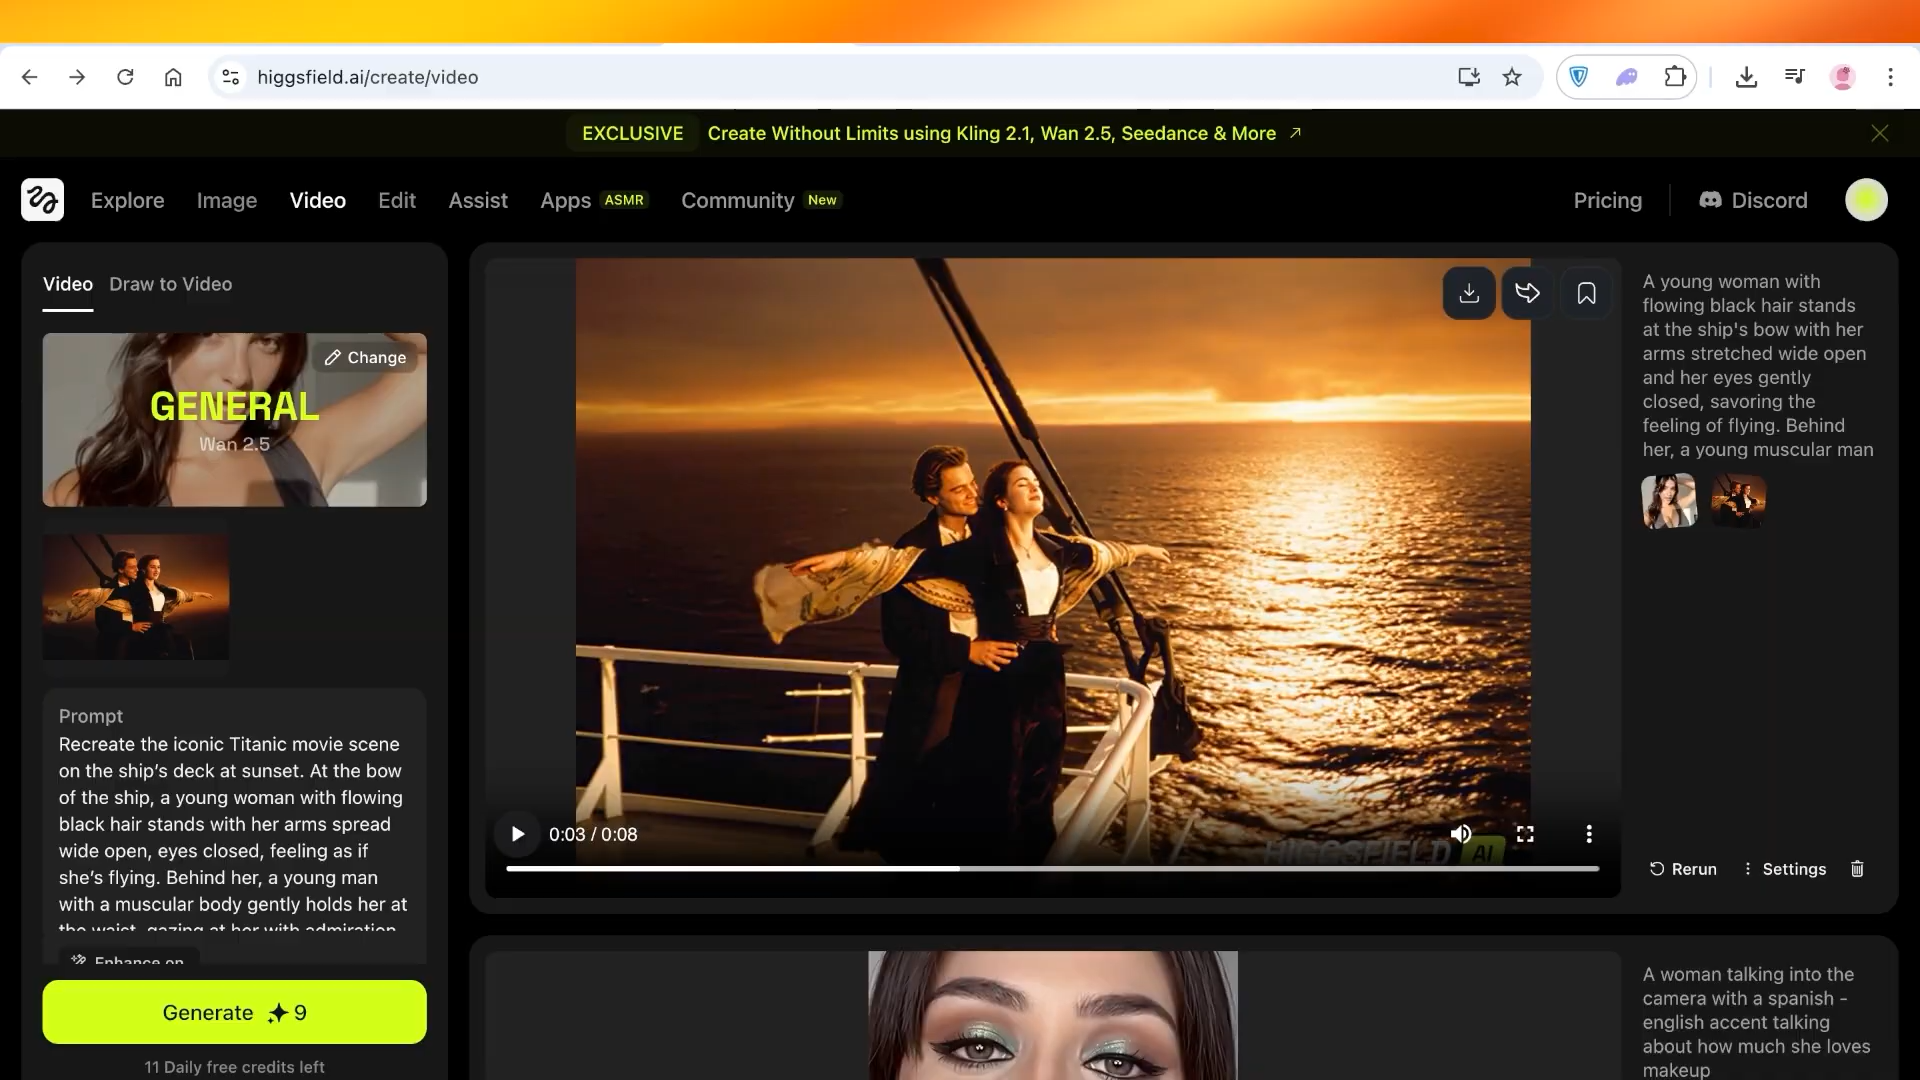 higgsfield.ai/create/video
EXCLUSIVE Create Without Limits using Kling 2.1, Wan 2.5, Seedance & More
Explore Image Video Edit Assist Apps ASMR Community New Pricing Discord
Video Draw to Video
Change
GENERAL
Wan 2.5
Prompt
Recreate the iconic Titanic movie scene
on the ship's deck at sunset. At the bow
of the ship, a young woman with flowing
black hair stands with her arms spread
wide open, eyes closed, feeling as if
she's flying. Behind her, a young man
with a muscular body gently holds her at
the waist, gazing at her with admiration
Enhance on
Generate 9
11 Daily free credits left
0:03 / 0:08
HIGGSFIELD AI
A young woman with
flowing black hair stands
at the ship's bow with her
arms stretched wide open
and her eyes gently
closed, savoring the
feeling of flying. Behind
her, a young muscular man
Rerun Settings
A woman talking into the
camera with a spanish -
english accent talking
about how much she loves
makeup